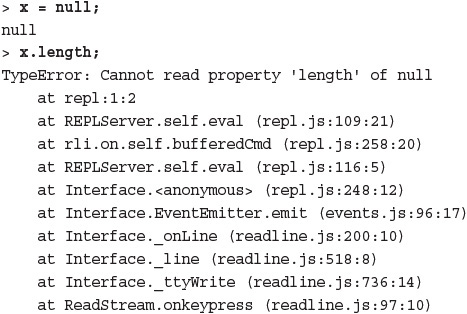 > x = null;
null
> x.length;
TypeError: Cannot read property 'length' of null
    at repl:1:2
    at REPLServer.self.eval (repl.js:109:21)
    at rli.on.self.bufferedCmd (repl.js:258:20)
    at REPLServer.self.eval (repl.js:116:5)
    at Interface.<anonymous> (repl.js:248:12)
    at Interface.EventEmitter.emit (events.js:96:17)
    at Interface._onLine (readline.js:200:10)
    at Interface._line (readline.js:518:8)
    at Interface._ttyWrite (readline.js:736:14)
    at ReadStream.onkeypress (readline.js:97:10)